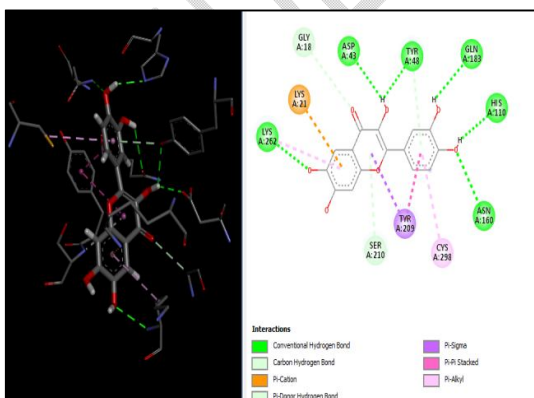 GLY
A:18
ASP
A:43
TYR
A:48
GLN
A:183
LYS
A:21
HIS
A:110
LYS
A:262
H
H
H
ASN
A:160
TYR
A:209
SER
A:210
CYS
A:298
Interactions
Conventional Hydrogen Bond
Carbon Hydrogen Bond
Pi-Cation
Pi-Donor Hydrogen Bond
Pi-Sigma
Pi-Pi Stacked
Pi-Alkyl